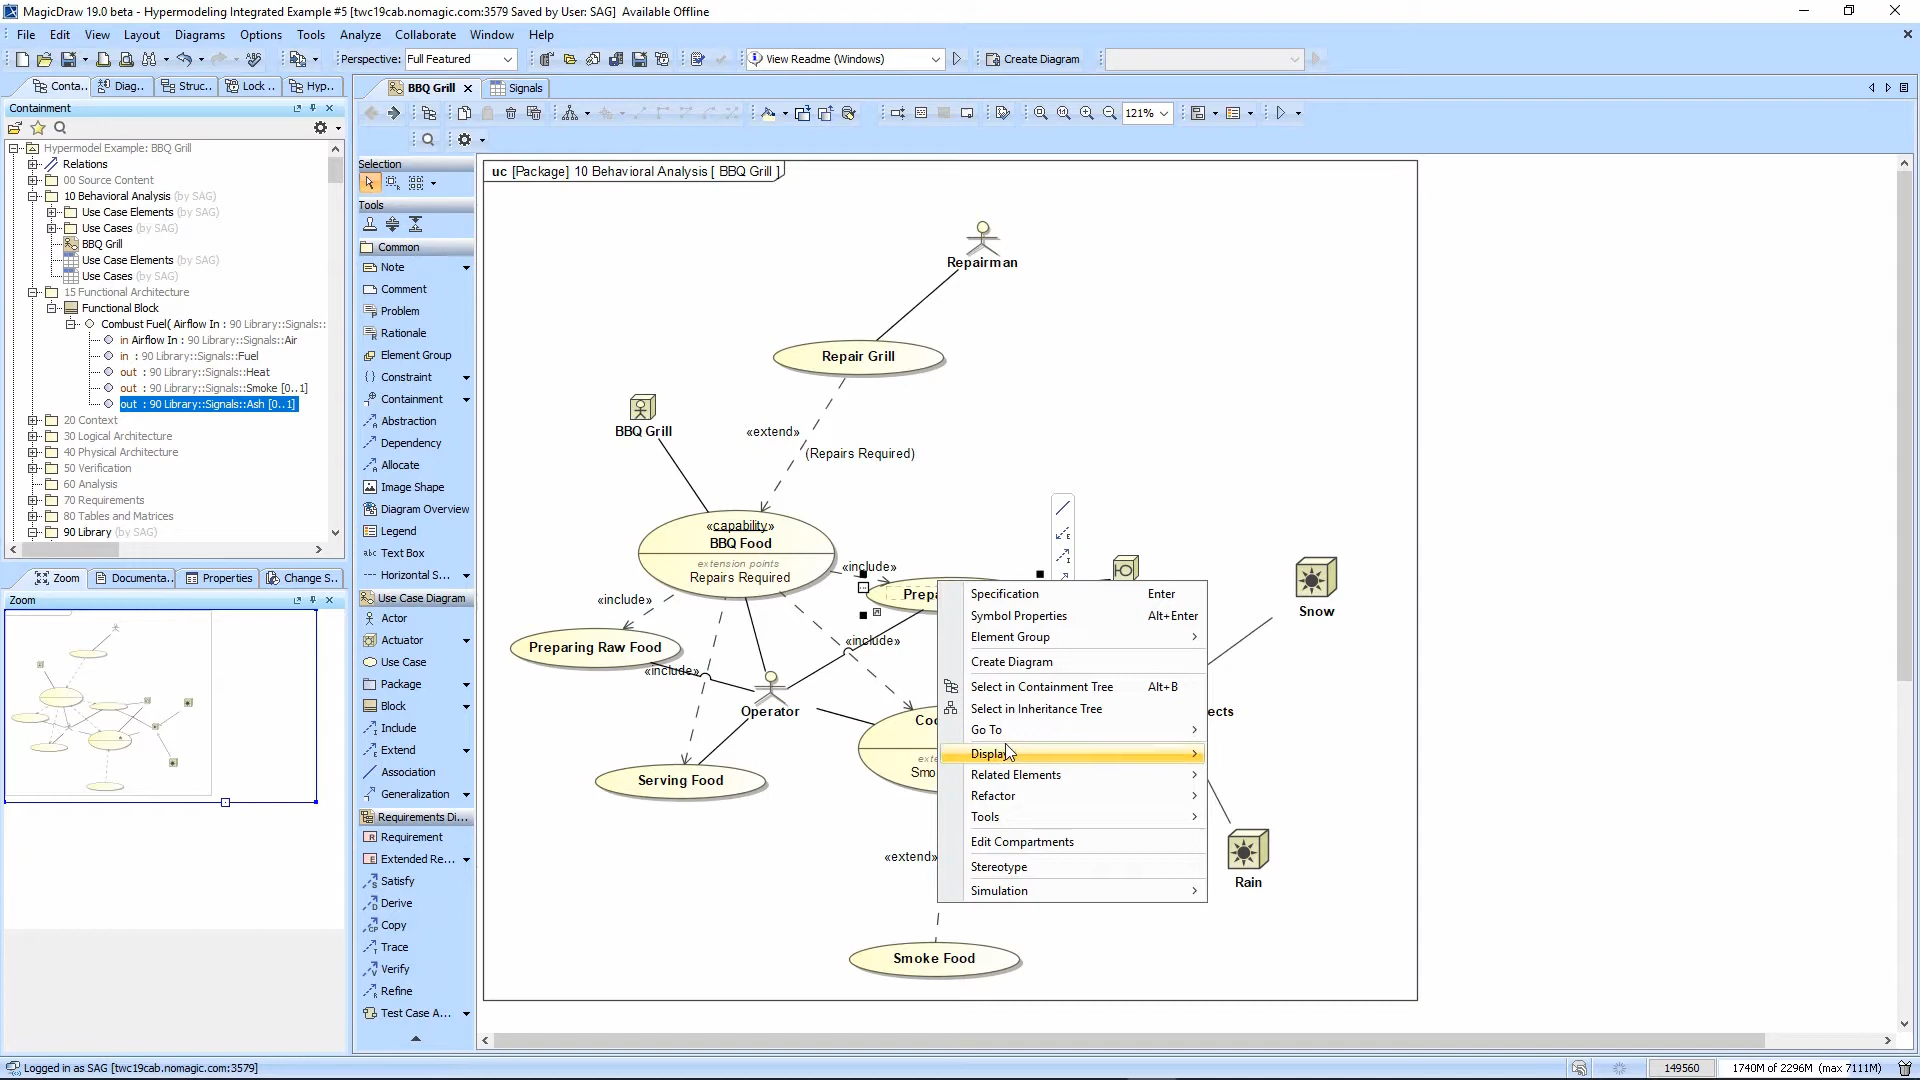 MagicDraw 19.0 beta - Hypermodeling Integrated Example #5 [twc19cab.nomagic.com:3579 Saved by User: SAG] Available Offline
File Edit View Layout Diagrams Options Tools Analyze Collaborate Window Help
Perspective: Full Featured
View Readme (Windows)
Create Diagram
Conta.. Diag.. Struc.. Lock .. Hyp..
Containment
Hypermodel Example: BBQ Grill
Relations
00 Source Content
10 Behavioral Analysis (by SAG)
Use Case Elements (by SAG)
Use Cases (by SAG)
BBQ Grill
Use Case Elements (by SAG)
Use Cases (by SAG)
15 Functional Architecture
Functional Block
Combust Fuel( Airflow In : 90 Library::Signals::
in Airflow In : 90 Library::Signals::Air
in : 90 Library::Signals::Fuel
out : 90 Library::Signals::Heat
out : 90 Library::Signals::Smoke [0..1]
out : 90 Library::Signals::Ash [0..1]
20 Context
30 Logical Architecture
40 Physical Architecture
50 Verification
60 Analysis
70 Requirements
80 Tables and Matrices
90 Library (by SAG)
Zoom Documenta.. Properties Change S..
Zoom
BBQ Grill Signals
121%
Selection
Tools
Common
Note
Comment
Problem
Rationale
Element Group
Constraint
Containment
Abstraction
Dependency
Allocate
Image Shape
Diagram Overview
Legend
abc Text Box
Horizontal S...
Use Case Diagram
Actor
Actuator
Use Case
Package
Block
Include
Extend
Association
Generalization
Requirements Di...
Requirement
Extended Re...
Satisfy
Derive
Copy
Trace
Verify
Refine
Test Case A...
uc [Package] 10 Behavioral Analysis [ BBQ Grill ]
Repairman
Repair Grill
BBQ Grill
«extend»
(Repairs Required)
«capability»
BBQ Food
extension points
Repairs Required
«include»
Prepa
«include»
Preparing Raw Food
«include»
«include»
Operator
Coo
exte
Smo
Serving Food
«extend»
Smoke Food
Snow
ects
Rain
Specification Enter
Symbol Properties Alt+Enter
Element Group
Create Diagram
Select in Containment Tree Alt+B
Select in Inheritance Tree
Go To
Display
Related Elements
Refactor
Tools
Edit Compartments
Stereotype
Simulation
Logged in as SAG [twc19cab.nomagic.com:3579]
149560
1740M of 2296M (max 7111M)